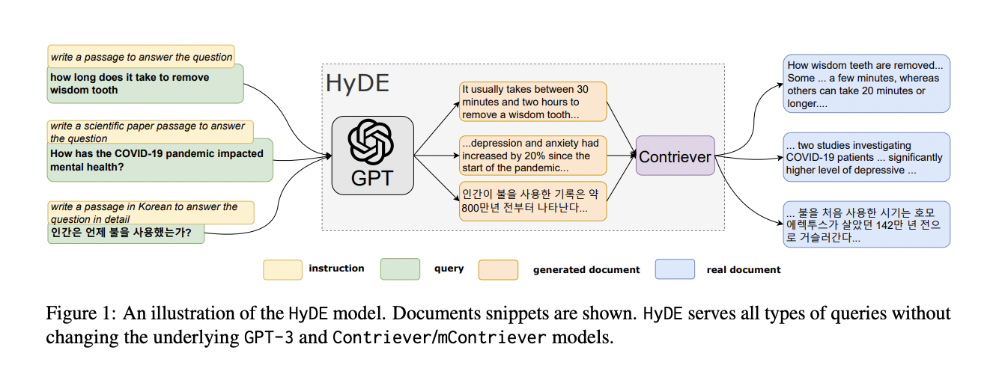 write a passage to answer the question
how long does it take to remove
wisdom tooth
write a scientific paper passage to answer
the question
How has the COVID-19 pandemic impacted
mental health?
write a passage in Korean to answer the
question in detail
인간은 언제 불을 사용했는가?
HyDE
GPT
It usually takes between 30
minutes and two hours to
remove a wisdom tooth...
...depression and anxiety had
increased by 20% since the
start of the pandemic...
인간이 불을 사용한 기록은 약
800만년 전부터 나타난다...
Contriever
How wisdom teeth are removed...
Some ... a few minutes, whereas
others can take 20 minutes or
longer....
... two studies investigating
COVID-19 patients ... significantly
higher level of depressive ...
... 불을 처음 사용한 시기는 호모
에렉투스가 살았던 142만 년 전으
로 거슬러간다...
instruction
query
generated document
real document
Figure 1: An illustration of the HyDE model. Documents snippets are shown. HyDE serves all types of queries without
changing the underlying GPT-3 and Contriever/mContriever models.